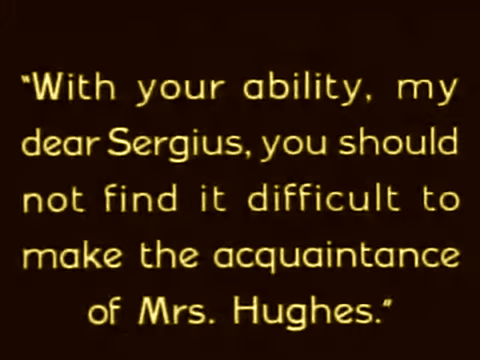 "With your ability, my
dear Sergius, you should
not find it difficult to
make the acquaintance
of Mrs. Hughes."